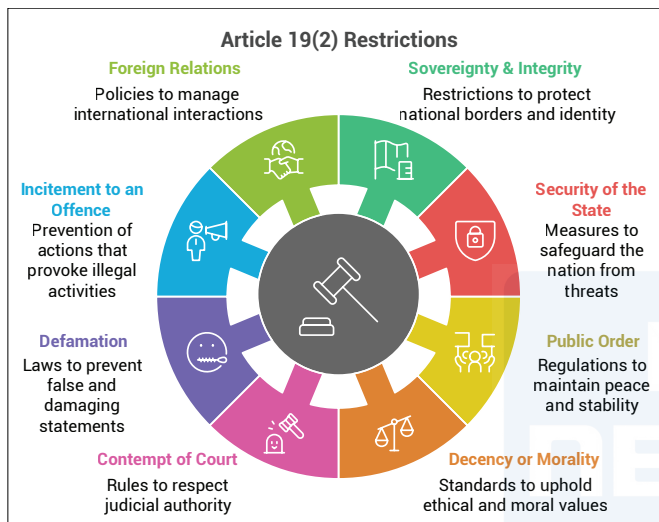 Article 19(2) Restrictions
Foreign Relations
Policies to manage
international interactions
Sovereignty & Integrity
Restrictions to protect
national borders and identity
Incitement to an
Offence
Prevention of
actions that
provoke illegal
activities
Security of the
State
Measures to
safeguard the
nation from
threats
Defamation
Laws to prevent
false and
damaging
statements
Public Order
Regulations to
maintain peace
and stability
Contempt of Court
Rules to respect
judicial authority
Decency or Morality
Standards to uphold
ethical and moral values